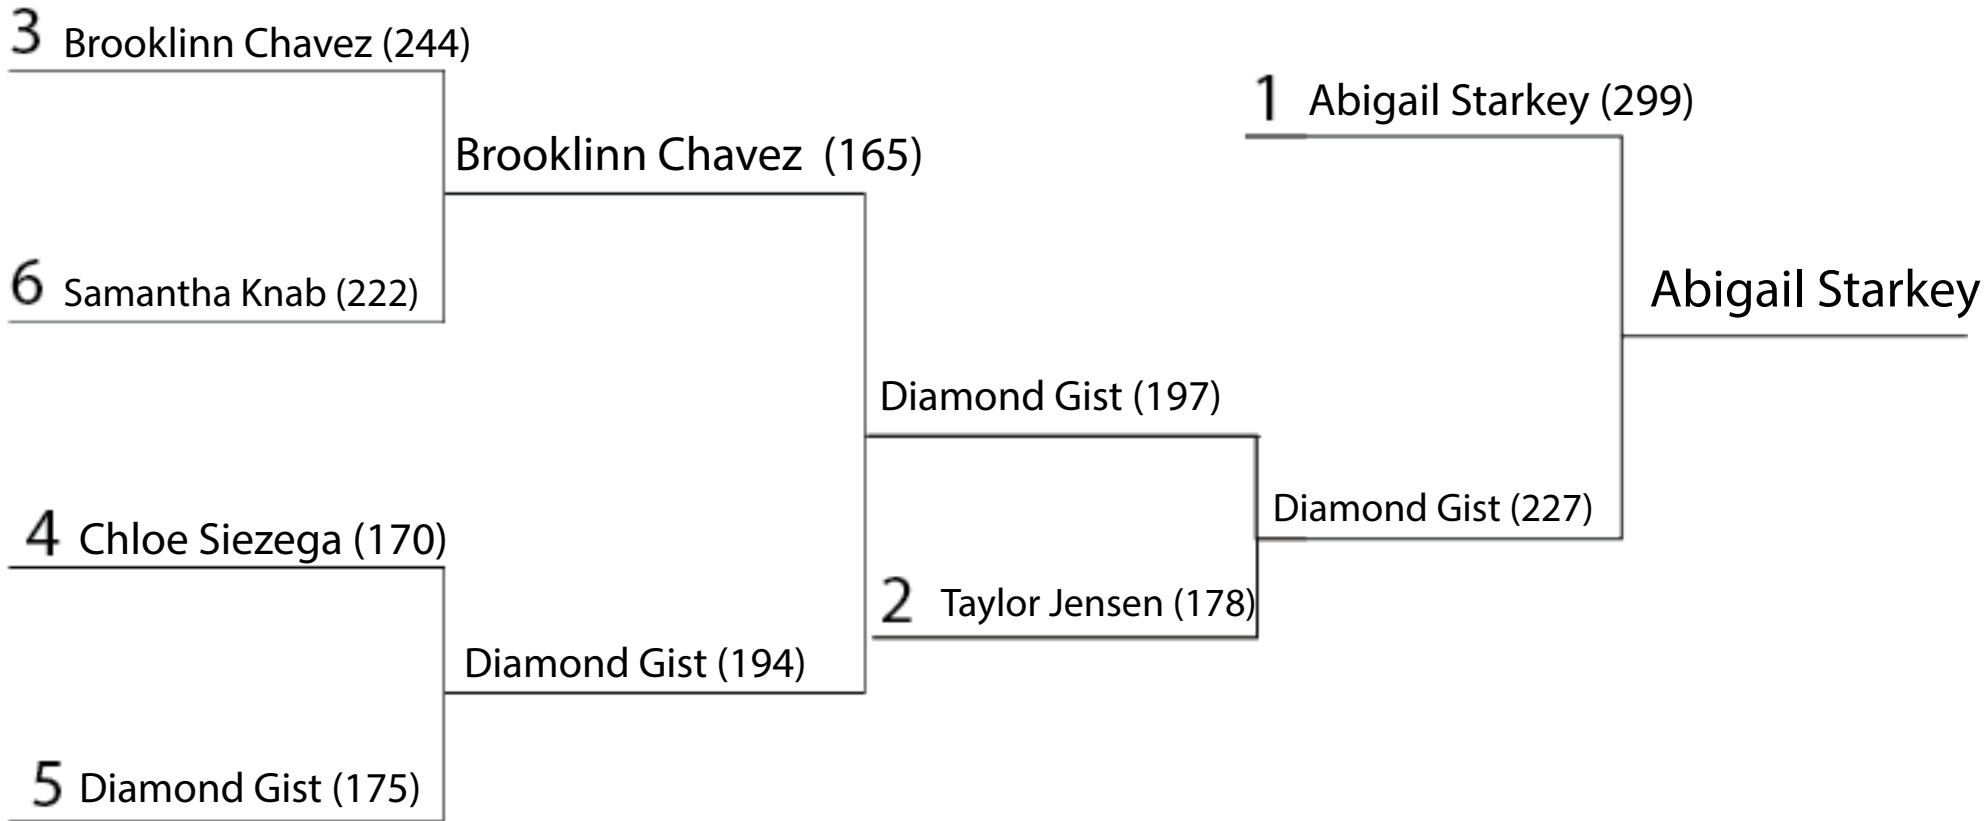 3 Brooklinn Chavez (244)
Brooklinn Chavez (165)
6 Samantha Knab (222)
4 Chloe Siezega (170)
Diamond Gist (194)
5 Diamond Gist (175)
Diamond Gist (197)
2 Taylor Jensen (178)
1 Abigail Starkey (299)
Diamond Gist (227)
Abigail Starkey